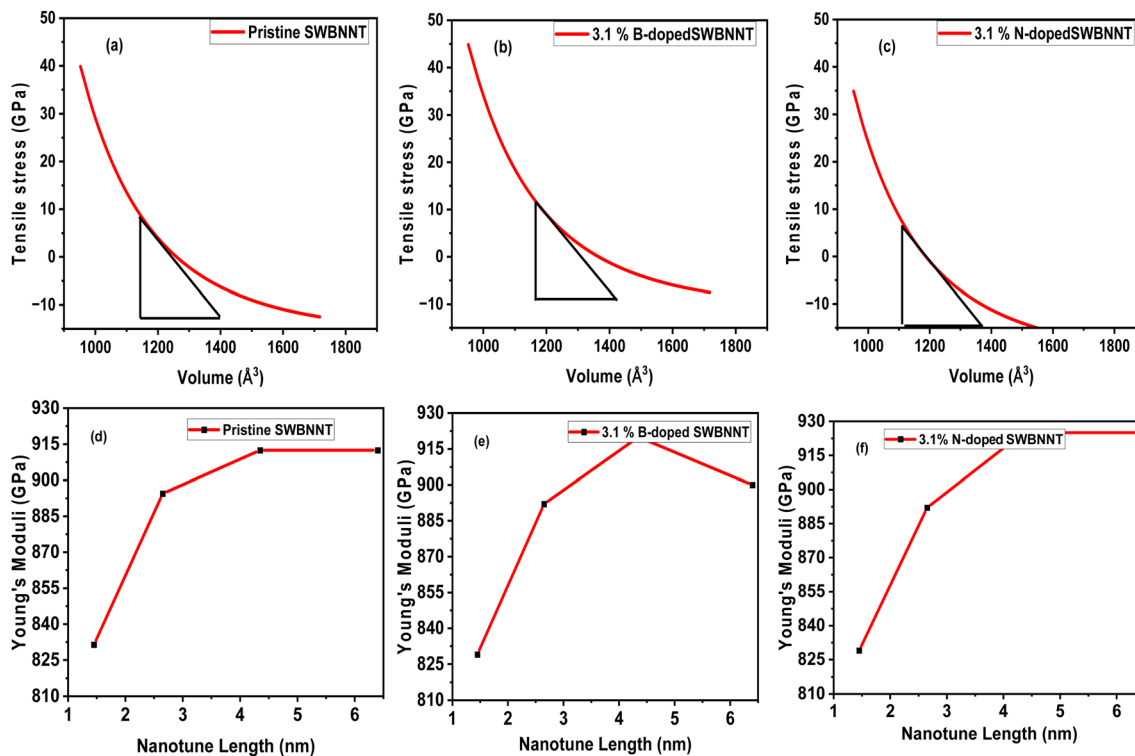 (a)
Pristine SWBNNT
Tensile stress (GPa)
50
40
30
20
10
0
−10
1000 1200 1400 1600 1800
Volume (Å³)
(b)
3.1 % B-dopedSWBNNT
Tensile stress (GPa)
50
40
30
20
10
0
−10
1000 1200 1400 1600 1800
Volume (Å³)
(c)
3.1 % N-dopedSWBNNT
Tensile stress (GPa)
50
40
30
20
10
0
−10
1000 1200 1400 1600 1800
Volume (Å³)
(d)
Pristine SWBNNT
Young's Moduli (GPa)
930
915
900
885
870
855
840
825
810
1 2 3 4 5 6
Nanotune Length (nm)
(e)
3.1 % B-doped SWBNNT
Young's Moduli (GPa)
930
915
900
885
870
855
840
825
810
1 2 3 4 5 6
Nanotune Length (nm)
(f)
3.1% N-doped SWBNNT
Young's Moduli (GPa)
930
915
900
885
870
855
840
825
810
1 2 3 4 5 6
Nanotune Length (nm)